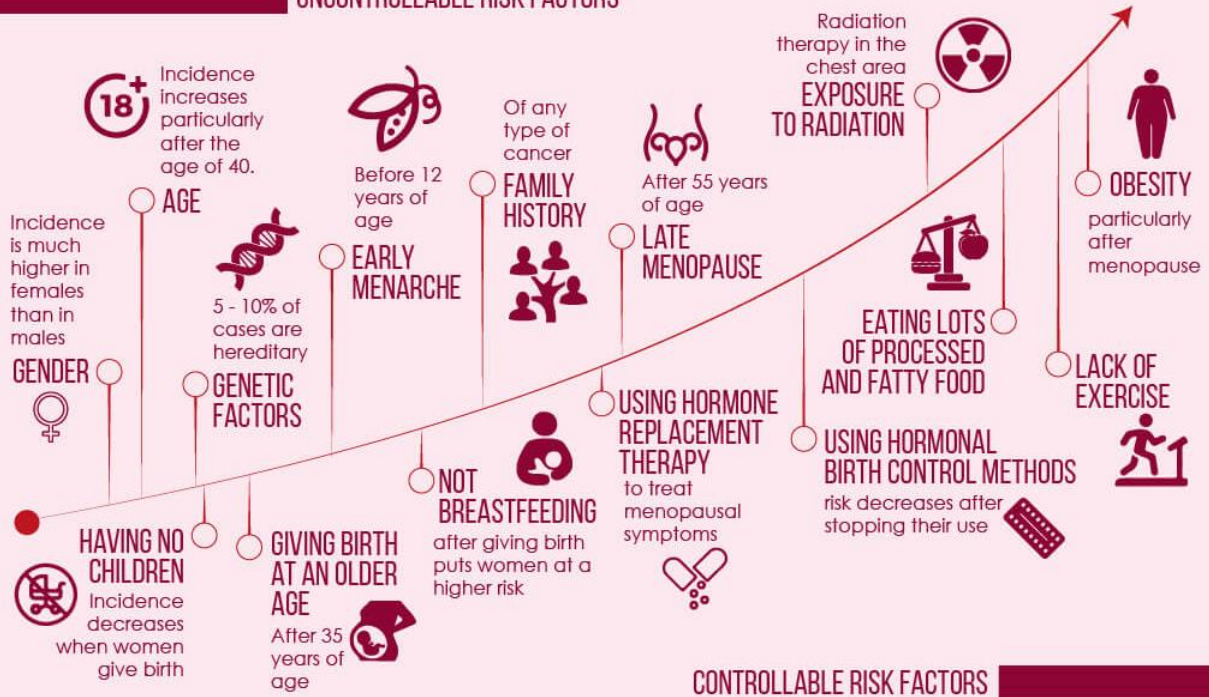 UNCONTROLLABLE RISK FACTORS
Incidence
is much
higher in
females
than in
males
GENDER
18+
Incidence
increases
particularly
after the
age of 40.
AGE
5 - 10% of
cases are
hereditary
GENETIC
FACTORS
Before 12
years of
age
EARLY
MENARCHE
Of any
type of
cancer
FAMILY
HISTORY
After 55 years
of age
LATE
MENOPAUSE
Radiation
therapy in the
chest area
EXPOSURE
TO RADIATION
HAVING NO
CHILDREN
Incidence
decreases
when women
give birth
GIVING BIRTH
AT AN OLDER
AGE
After 35
years of
age
NOT
BREASTFEEDING
after giving birth
puts women at a
higher risk
USING HORMONE
REPLACEMENT
THERAPY
to treat
menopausal
symptoms
USING HORMONAL
BIRTH CONTROL METHODS
risk decreases after
stopping their use
EATING LOTS
OF PROCESSED
AND FATTY FOOD
LACK OF
EXERCISE
OBESITY
particularly
after
menopause
CONTROLLABLE RISK FACTORS